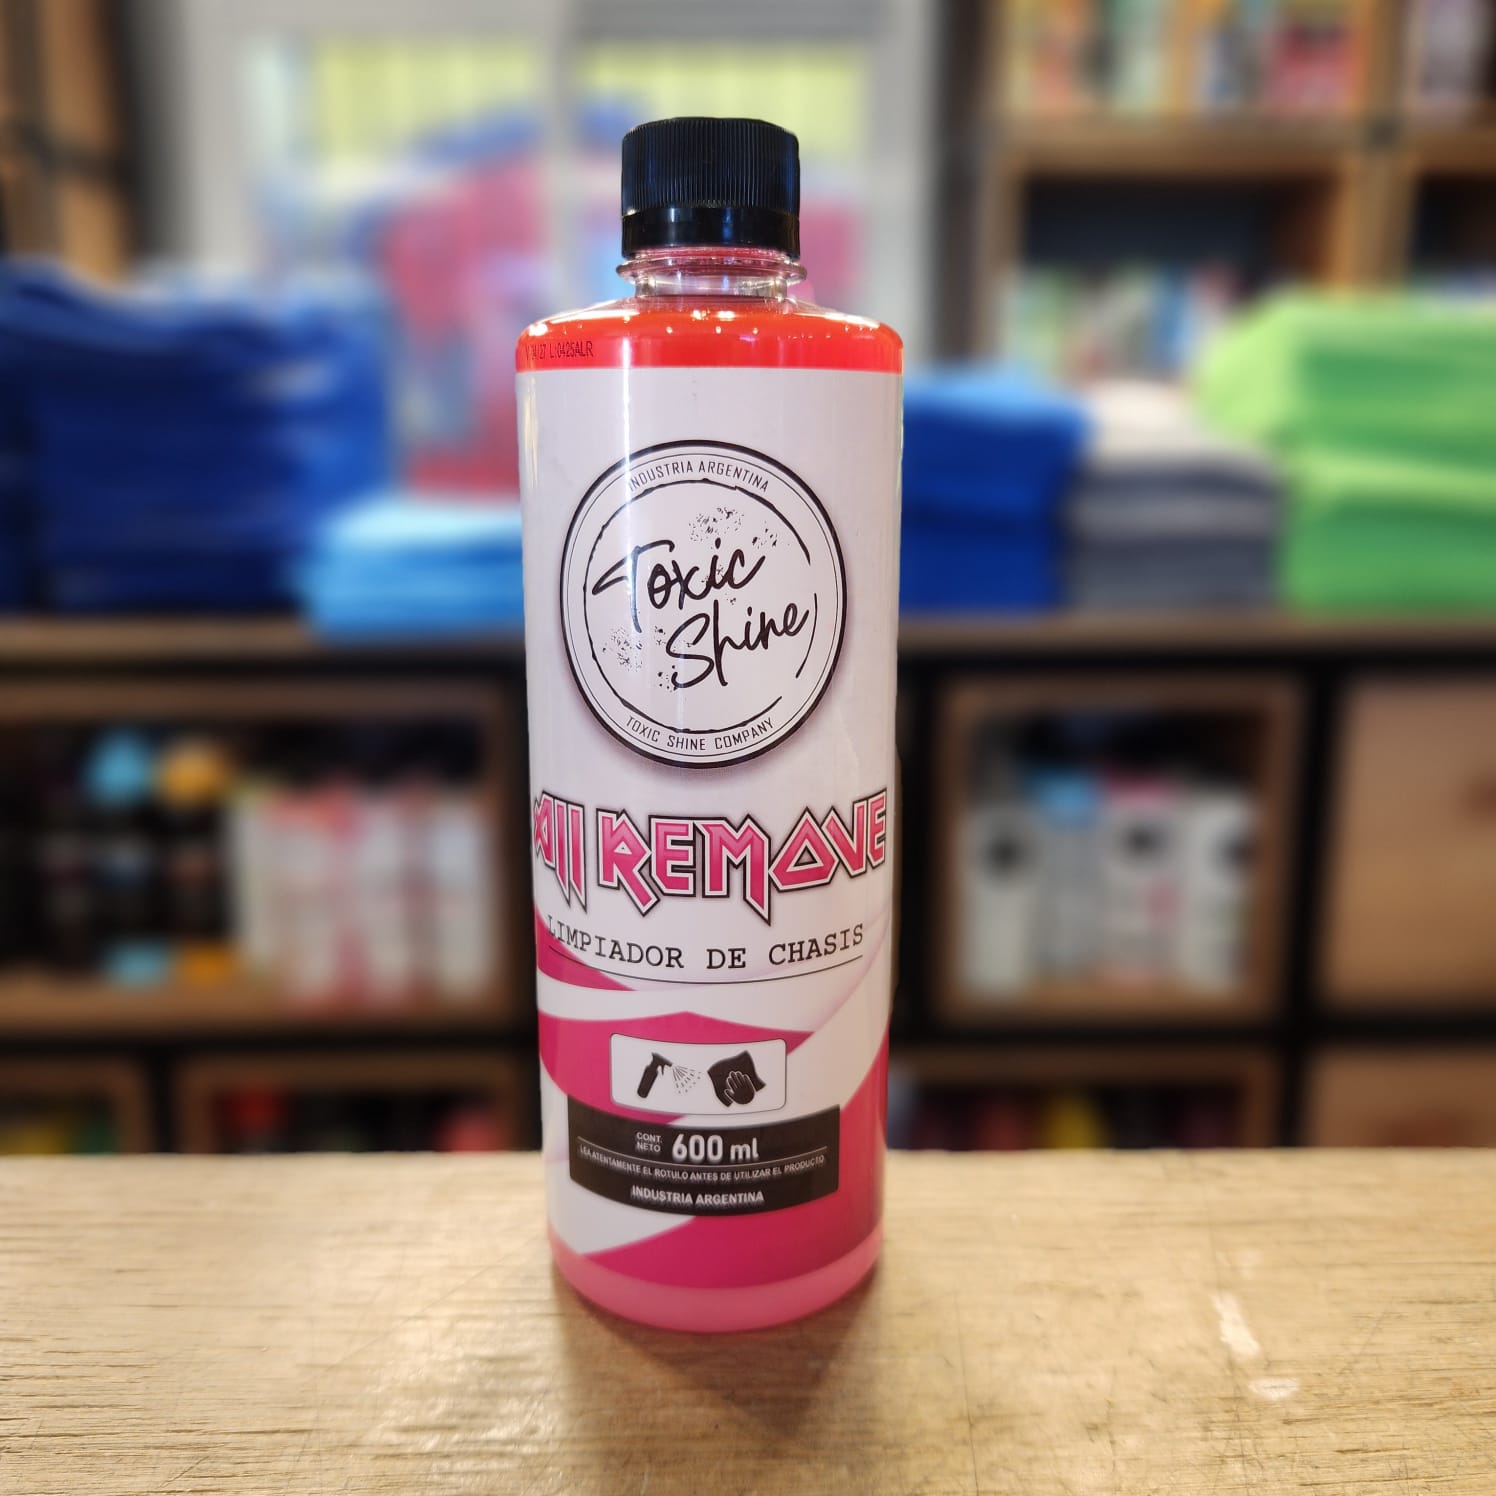 L:0425ALR
INDUSTRIA ARGENTINA
Toxic
Shine
TOXIC SHINE COMPANY
All REMOVE
LIMPIADOR DE CHASIS
CONT.
NETO 600 ml
LEA ATENTAMENTE EL ROTULO ANTES DE UTILIZAR EL PRODUCTO
INDUSTRIA ARGENTINA